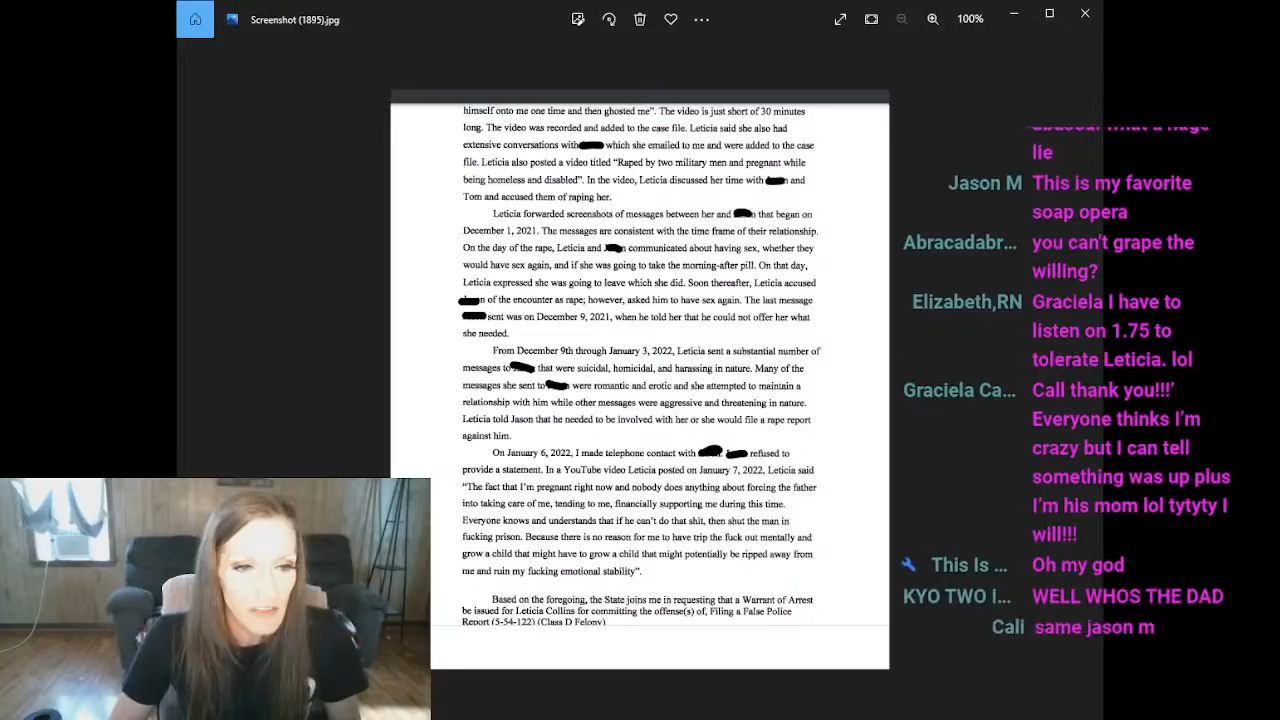 Screenshot (1895).jpg
100%
himself onto me one time and then ghosted me”. The video is just short of 30 minutes
long. The video was recorded and added to the case file. Leticia said she also had
extensive conversations with which she emailed to me and were added to the case
file. Leticia also posted a video titled “Raped by two military men and pregnant while
being homeless and disabled”. In the video, Leticia discussed her time with n and
Tom and accused them of raping her.
Leticia forwarded screenshots of messages between her and n that began on
December 1, 2021. The messages are consistent with the time frame of their relationship.
On the day of the rape, Leticia and J n communicated about having sex, whether they
would have sex again, and if she was going to take the morning-after pill. On that day,
Leticia expressed she was going to leave which she did. Soon thereafter, Leticia accused
n of the encounter as rape; however, asked him to have sex again. The last message
sent was on December 9, 2021, when he told her that he could not offer her what
she needed.
From December 9th through January 3, 2022, Leticia sent a substantial number of
messages to that were suicidal, homicidal, and harassing in nature. Many of the
messages she sent to were romantic and erotic and she attempted to maintain a
relationship with him while other messages were aggressive and threatening in nature.
Leticia told Jason that he needed to be involved with her or she would file a rape report
against him.
On January 6, 2022, I made telephone contact with refused to
provide a statement. In a YouTube video Leticia posted on January 7, 2022, Leticia said
“The fact that I’m pregnant right now and nobody does anything about forcing the father
into taking care of me, tending to me, financially supporting me during this time.
Everyone knows and understands that if he can’t do that shit, then shut the man in
fucking prison. Because there is no reason for me to have trip the fuck out mentally and
grow a child that might have to grow a child that might potentially be ripped away from
me and ruin my fucking emotional stability”.
Based on the foregoing, the State joins me in requesting that a Warrant of Arrest
be issued for Leticia Collins for committing the offense(s) of, Filing a False Police
Report (5-54-122) (Class D Felony)
lie
Jason M This is my favorite
soap opera
Abracadabr... you can't grape the
willing?
Elizabeth,RN Graciela I have to
listen on 1.75 to
tolerate Leticia. lol
Graciela Ca... Call thank you!!!’
Everyone thinks I’m
crazy but I can tell
something was up plus
I’m his mom lol tytyty I
will!!!
This Is ... Oh my god
KYO TWO I... WELL WHOS THE DAD
Cali same jason m